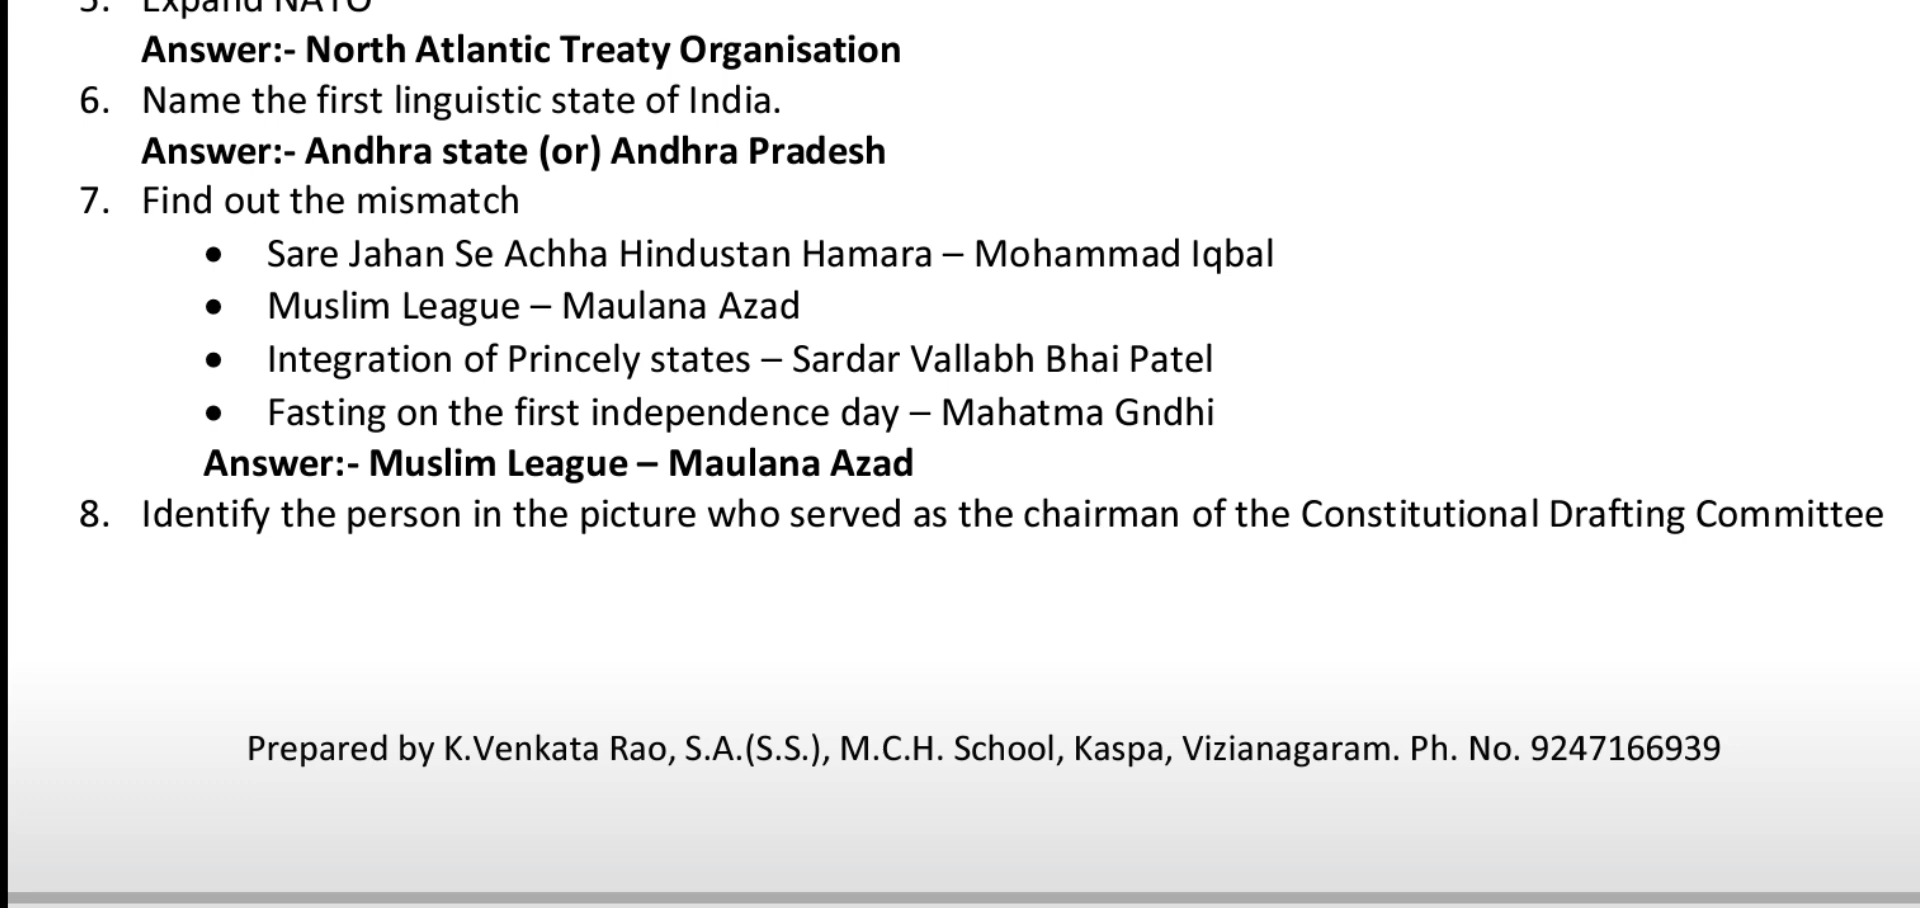 5. Expand NATO
Answer:- North Atlantic Treaty Organisation
6. Name the first linguistic state of India.
Answer:- Andhra state (or) Andhra Pradesh
7. Find out the mismatch
• Sare Jahan Se Achha Hindustan Hamara – Mohammad Iqbal
• Muslim League – Maulana Azad
• Integration of Princely states – Sardar Vallabh Bhai Patel
• Fasting on the first independence day – Mahatma Gndhi
Answer:- Muslim League – Maulana Azad
8. Identify the person in the picture who served as the chairman of the Constitutional Drafting Committee
Prepared by K.Venkata Rao, S.A.(S.S.), M.C.H. School, Kaspa, Vizianagaram. Ph. No. 9247166939